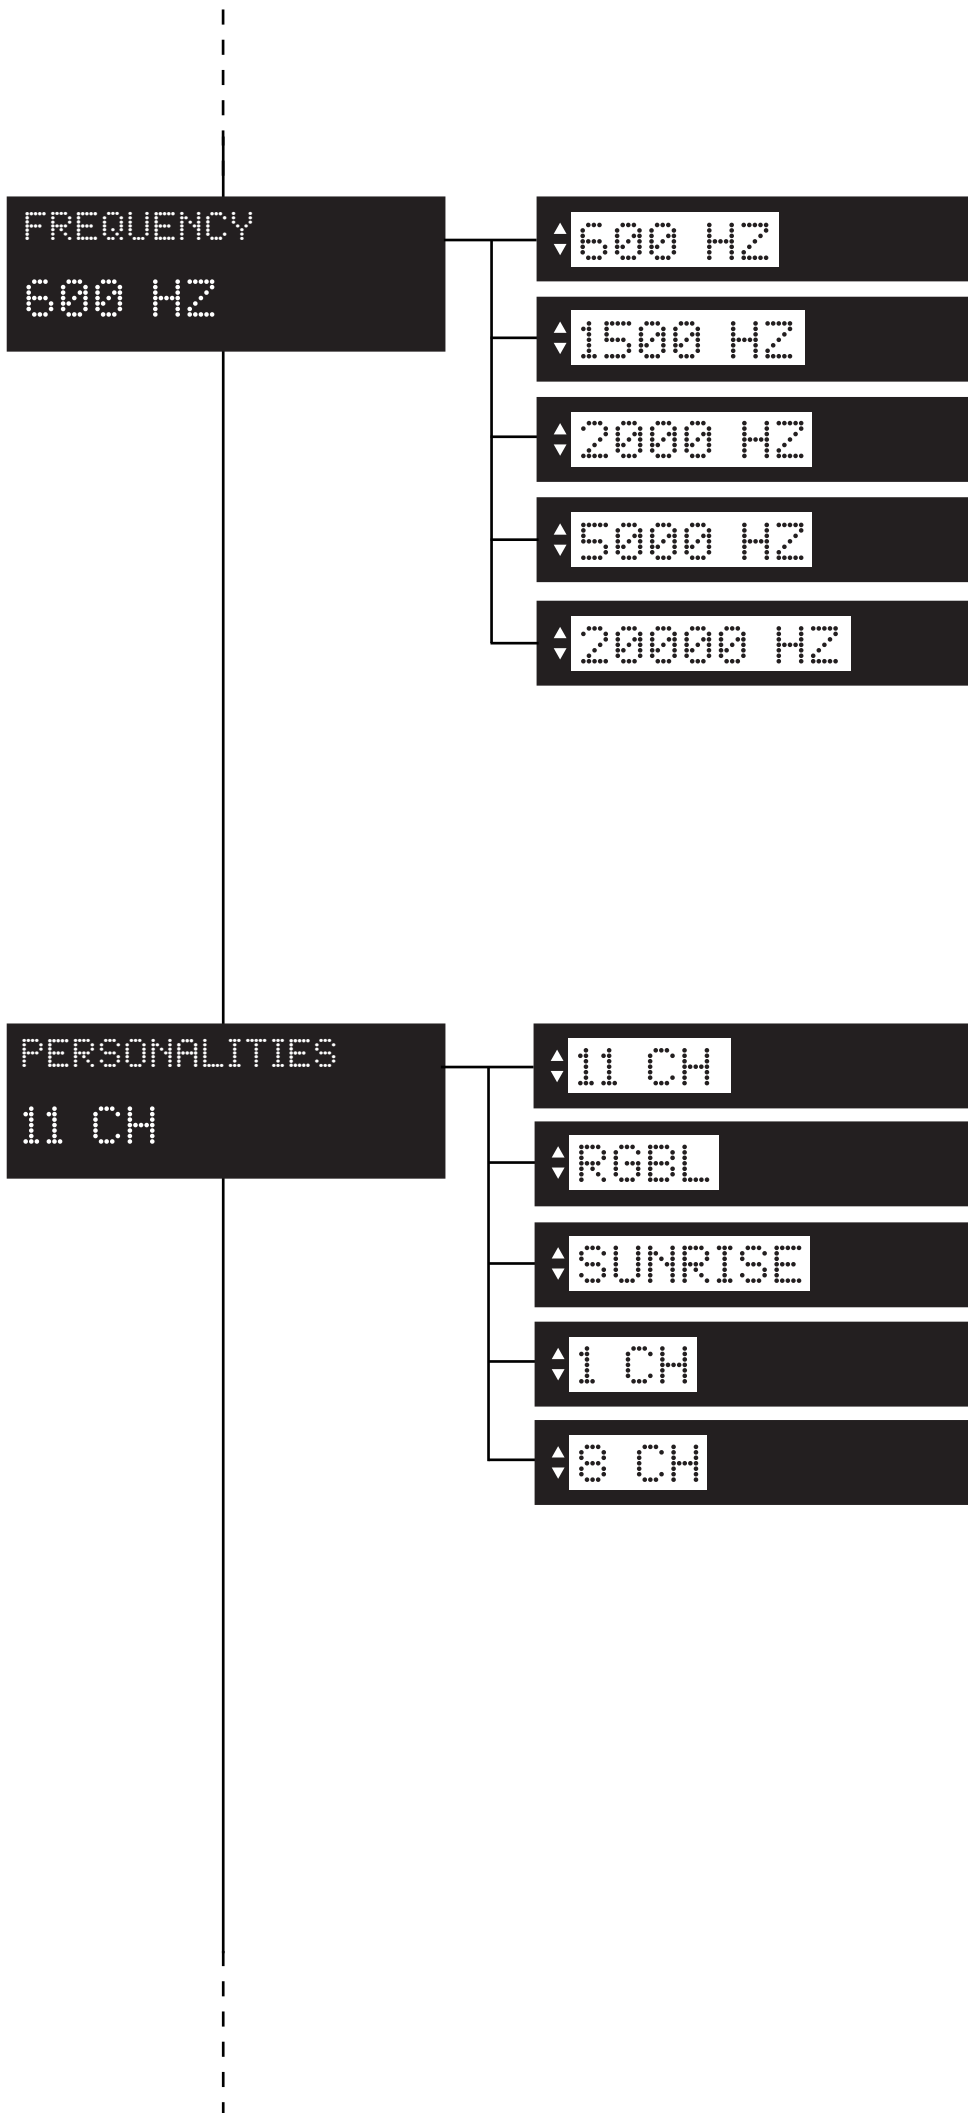 FREQUENCY
600 HZ
600 HZ
1500 HZ
2000 HZ
5000 HZ
20000 HZ
PERSONALITIES
11 CH
11 CH
RGBL
SUNRISE
1 CH
8 CH